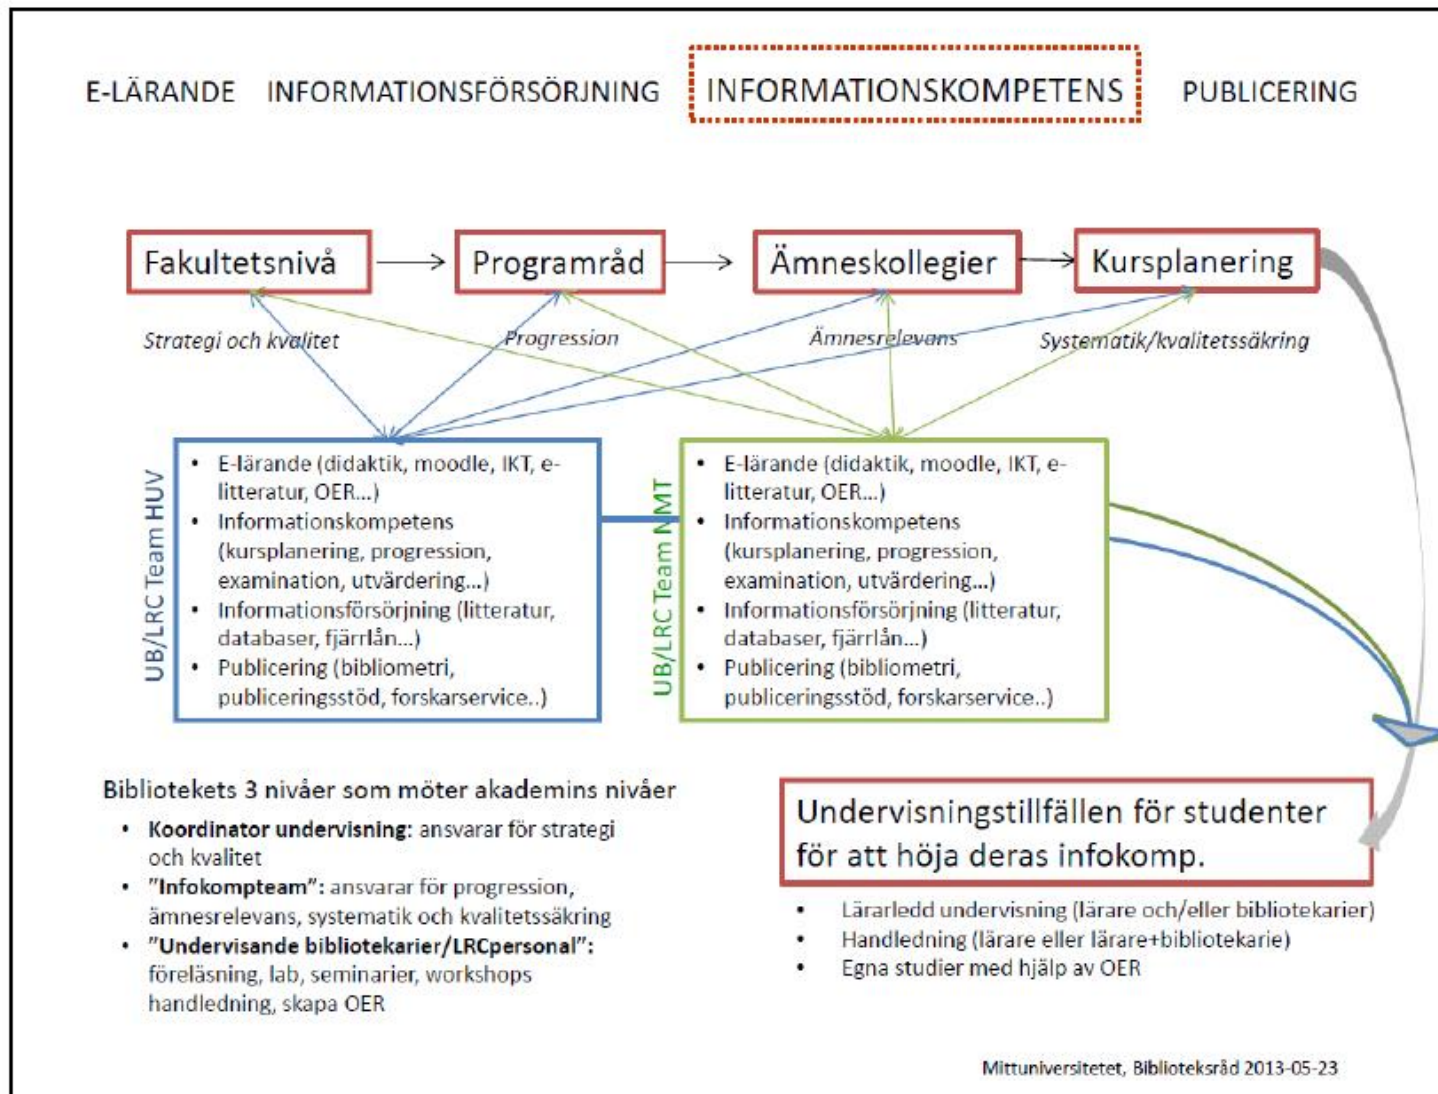 E-LÄRANDE INFORMATIONSFÖRSÖRJNING INFORMATIONSKOMPETENS PUBLICERING
Fakultetsnivå Programråd Ämneskollegier Kursplanering
Strategi och kvalitet Progression Ämnesrelevans Systematik/kvalitetssäkring
UB/LRC Team HUV
• E-lärande (didaktik, moodle, IKT, e-
litteratur, OER...)
• Informationskompetens
(kursplanering, progression,
examination, utvärdering...)
• Informationsförsörjning (litteratur,
databaser, fjärrlån...)
• Publicering (bibliometri,
publiceringsstöd, forskarservice..)
UB/LRC Team NMT
• E-lärande (didaktik, moodle, IKT, e-
litteratur, OER...)
• Informationskompetens
(kursplanering, progression,
examination, utvärdering...)
• Informationsförsörjning (litteratur,
databaser, fjärrlån...)
• Publicering (bibliometri,
publiceringsstöd, forskarservice..)
Bibliotekets 3 nivåer som möter akademins nivåer
• Koordinator undervisning: ansvarar för strategi
och kvalitet
• ”Infokompteam”: ansvarar för progression,
ämnesrelevans, systematik och kvalitetssäkring
• ”Undervisande bibliotekarier/LRCpersonal”:
föreläsning, lab, seminarier, workshops
handledning, skapa OER
Undervisningstillfällen för studenter
för att höja deras infokomp.
• Lärarledd undervisning (lärare och/eller bibliotekarier)
• Handledning (lärare eller lärare+bibliotekarie)
• Egna studier med hjälp av OER
Mittuniversitetet, Biblioteksråd 2013-05-23